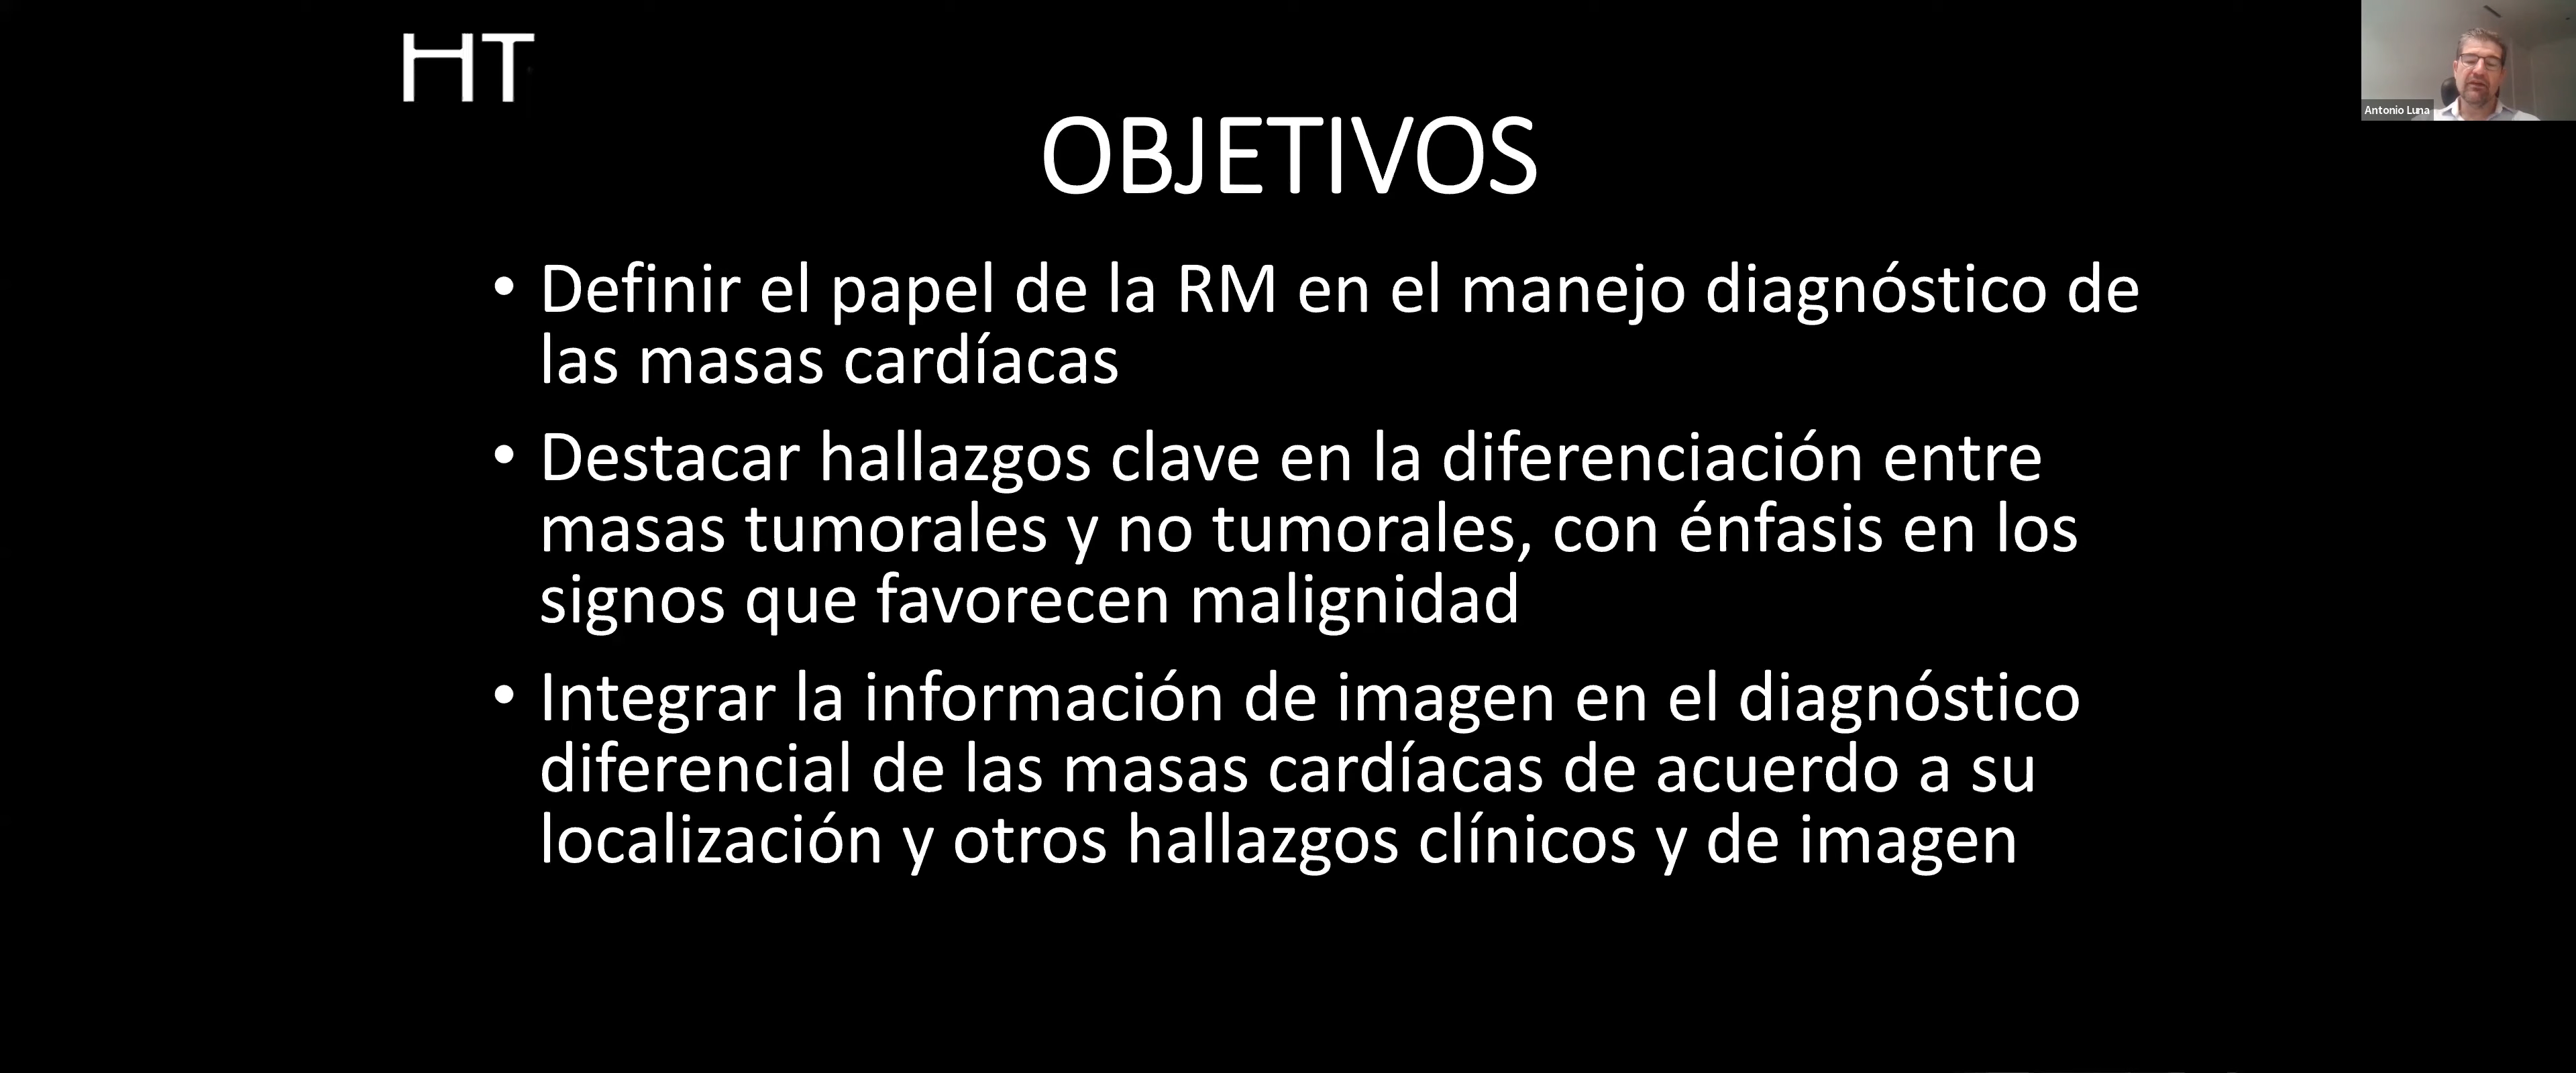 HT
Antonio Luna
OBJETIVOS
• Definir el papel de la RM en el manejo diagnóstico de
las masas cardíacas
• Destacar hallazgos clave en la diferenciación entre
masas tumorales y no tumorales, con énfasis en los
signos que favorecen malignidad
• Integrar la información de imagen en el diagnóstico
diferencial de las masas cardíacas de acuerdo a su
localización y otros hallazgos clínicos y de imagen